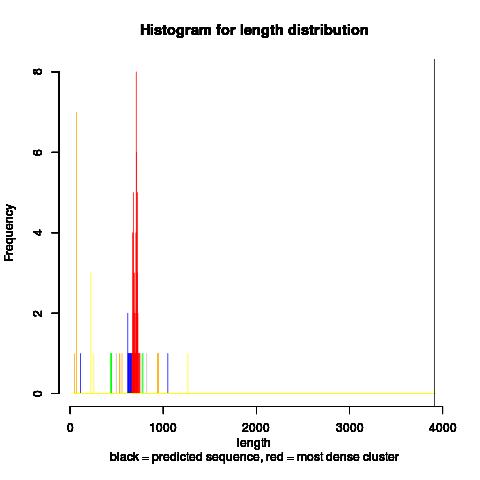 Histogram for length distribution
Frequency
8
6
4
2
0
0 1000 2000 3000 4000
length
black = predicted sequence, red = most dense cluster